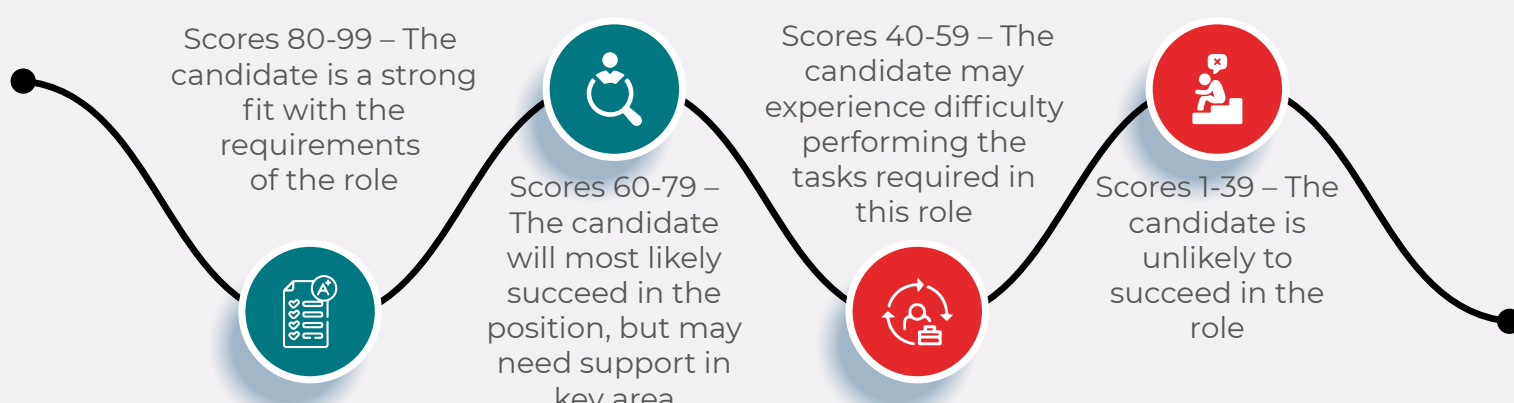 Scores 80-99 – The
candidate is a strong
fit with the
requirements
of the role
A+
Scores 60-79 –
The candidate
will most likely
succeed in the
position, but may
need support in
key area
Scores 40-59 – The
candidate may
experience difficulty
performing the
tasks required in
this role
Scores 1-39 – The
candidate is
unlikely to
succeed in the
role